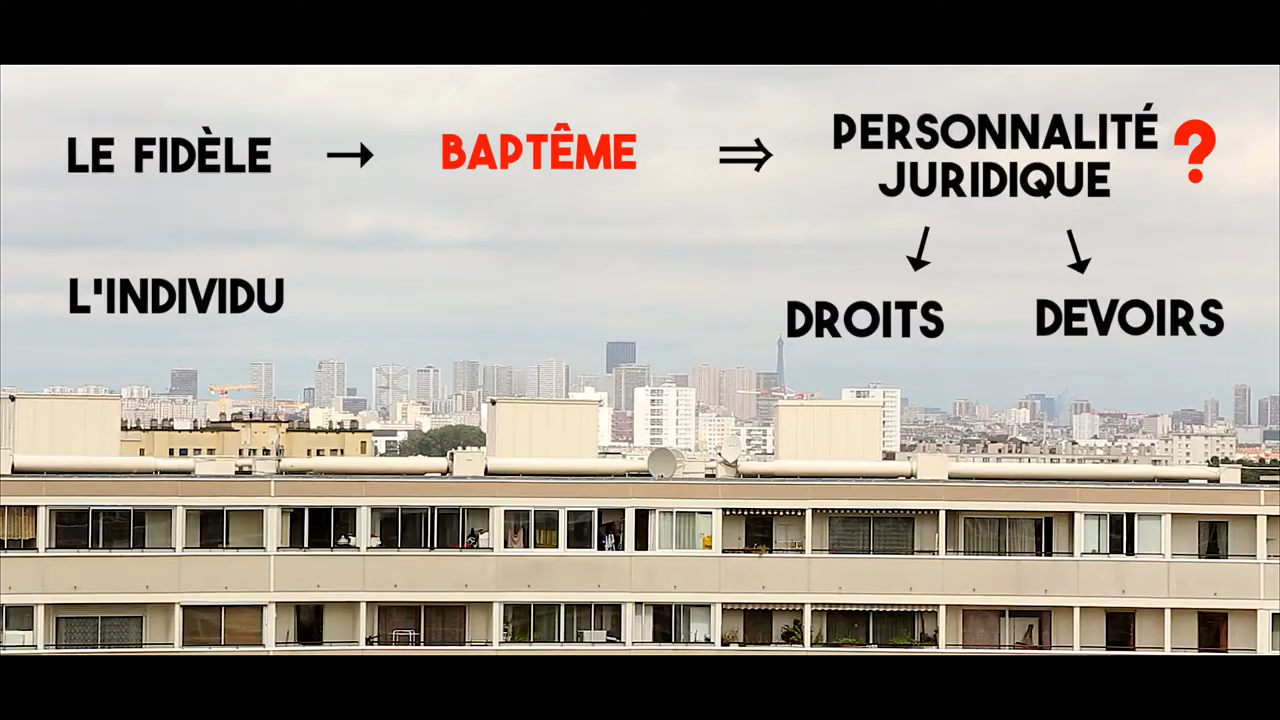 LE FIDÈLE → BAPTÊME ⇒ PERSONNALITÉ JURIDIQUE ?
L'INDIVIDU
DROITS
DEVOIRS